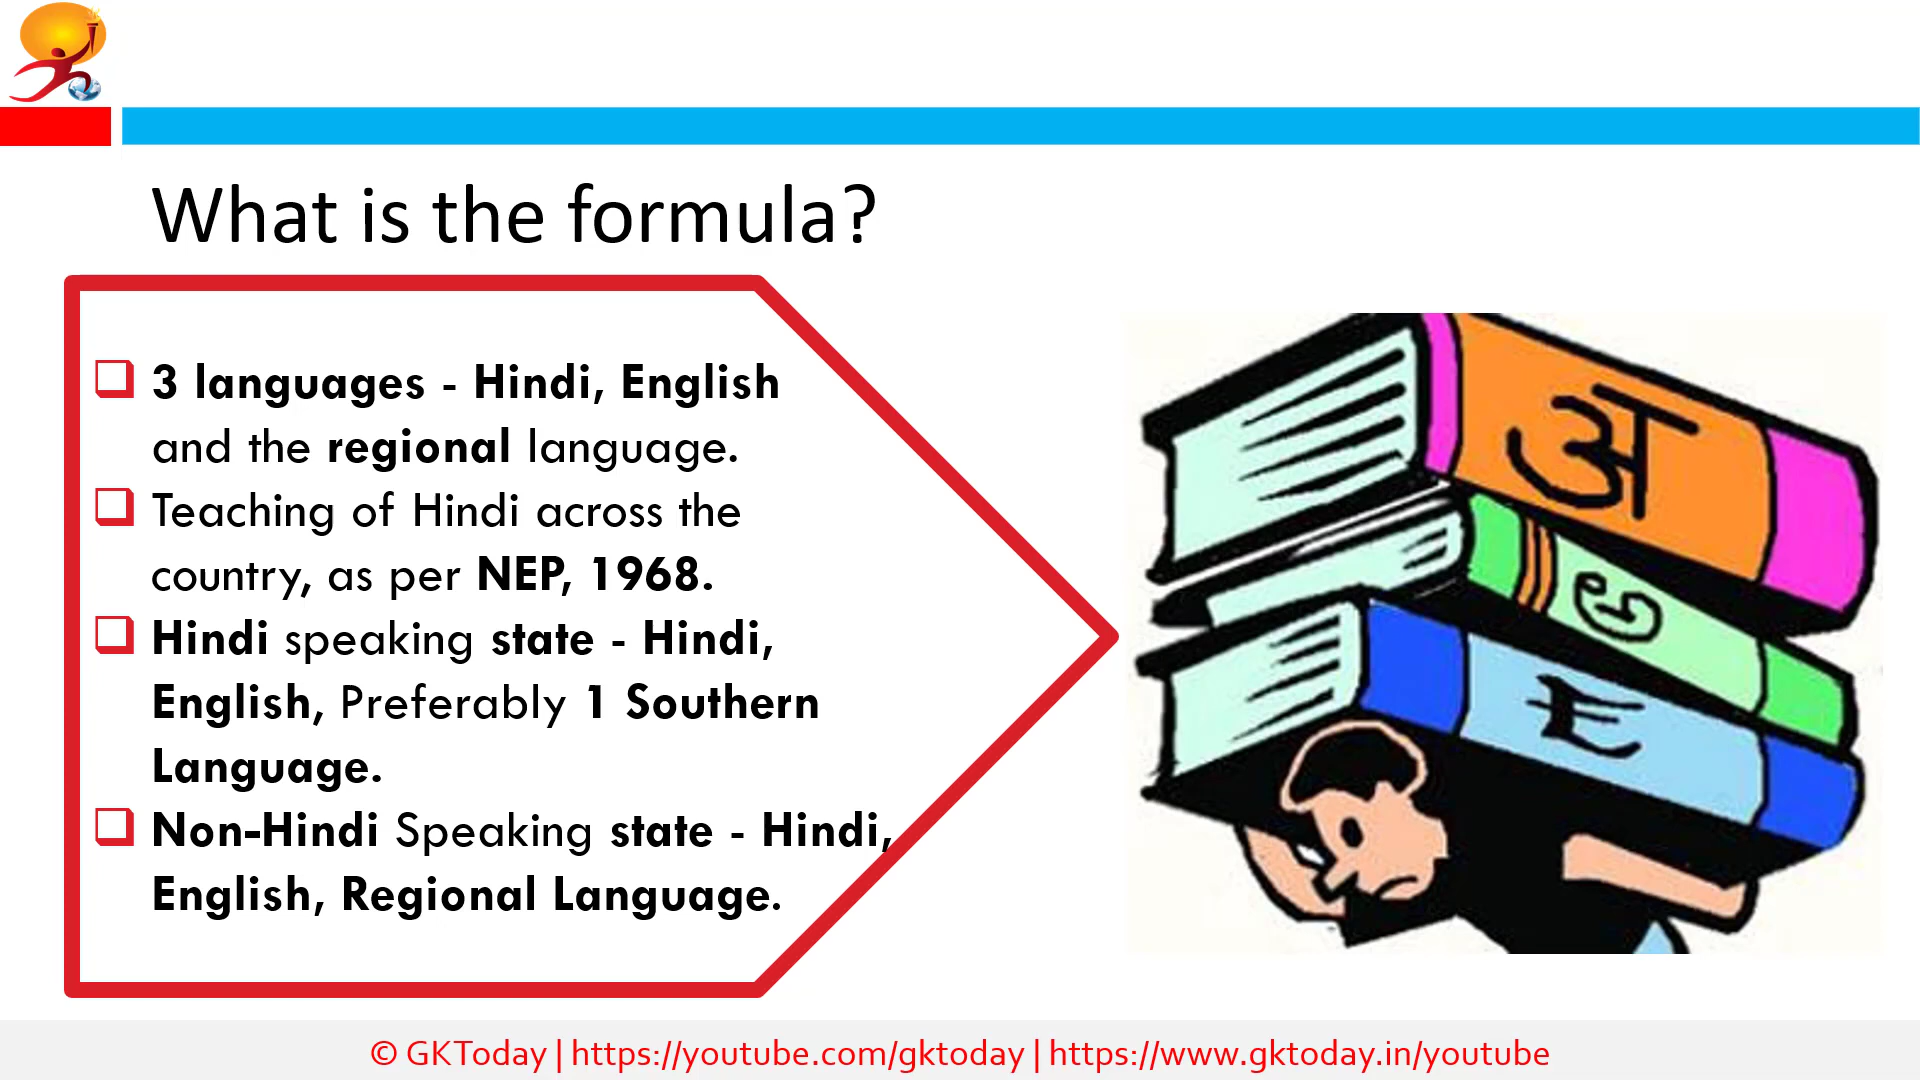 What is the formula?
3 languages - Hindi, English
and the regional language.
Teaching of Hindi across the
country, as per NEP, 1968.
Hindi speaking state - Hindi,
English, Preferably 1 Southern
Language.
Non-Hindi Speaking state - Hindi,
English, Regional Language.
अ
అ
E
© GKToday | https://youtube.com/gktoday | https://www.gktoday.in/youtube